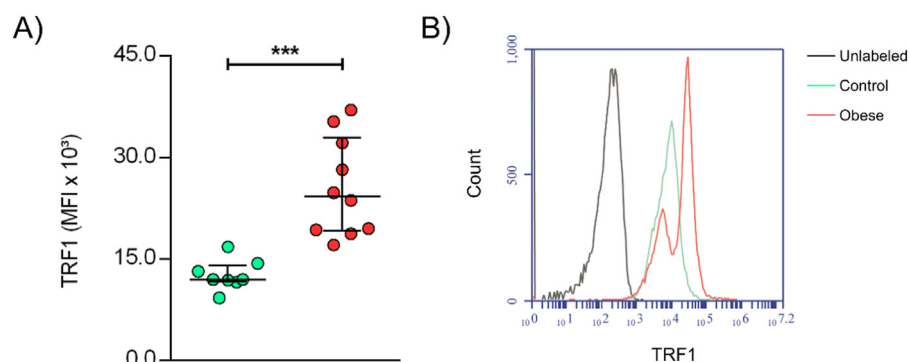 A)
45.0
30.0
15.0
0.0
TRF1 (MFI x 10³)
***
B)
1,000
500
0
Count
10^0 10^1 10^2 10^3 10^4 10^5 10^6 10^7.2
TRF1
Unlabeled
Control
Obese